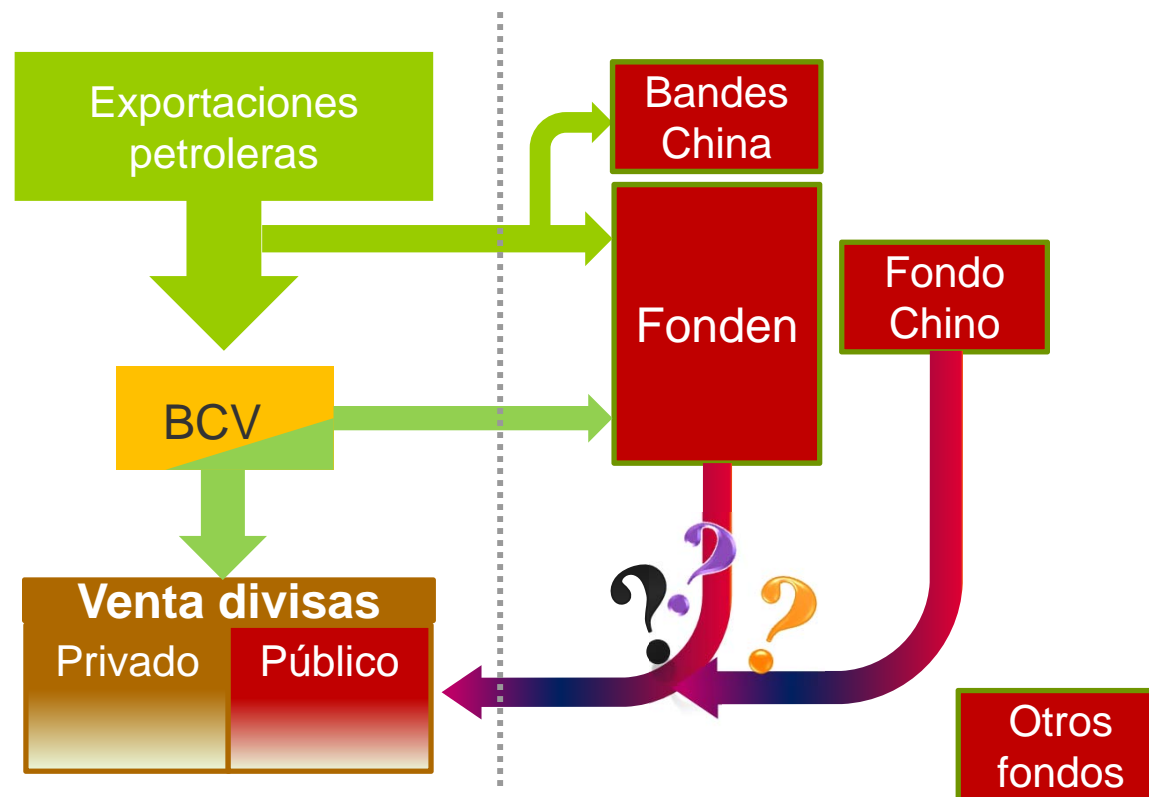 Exportaciones
petroleras
Bandes
China
Fonden
Fondo
Chino
BCV
Venta divisas
Privado
Público
? ? ?
Otros
fondos